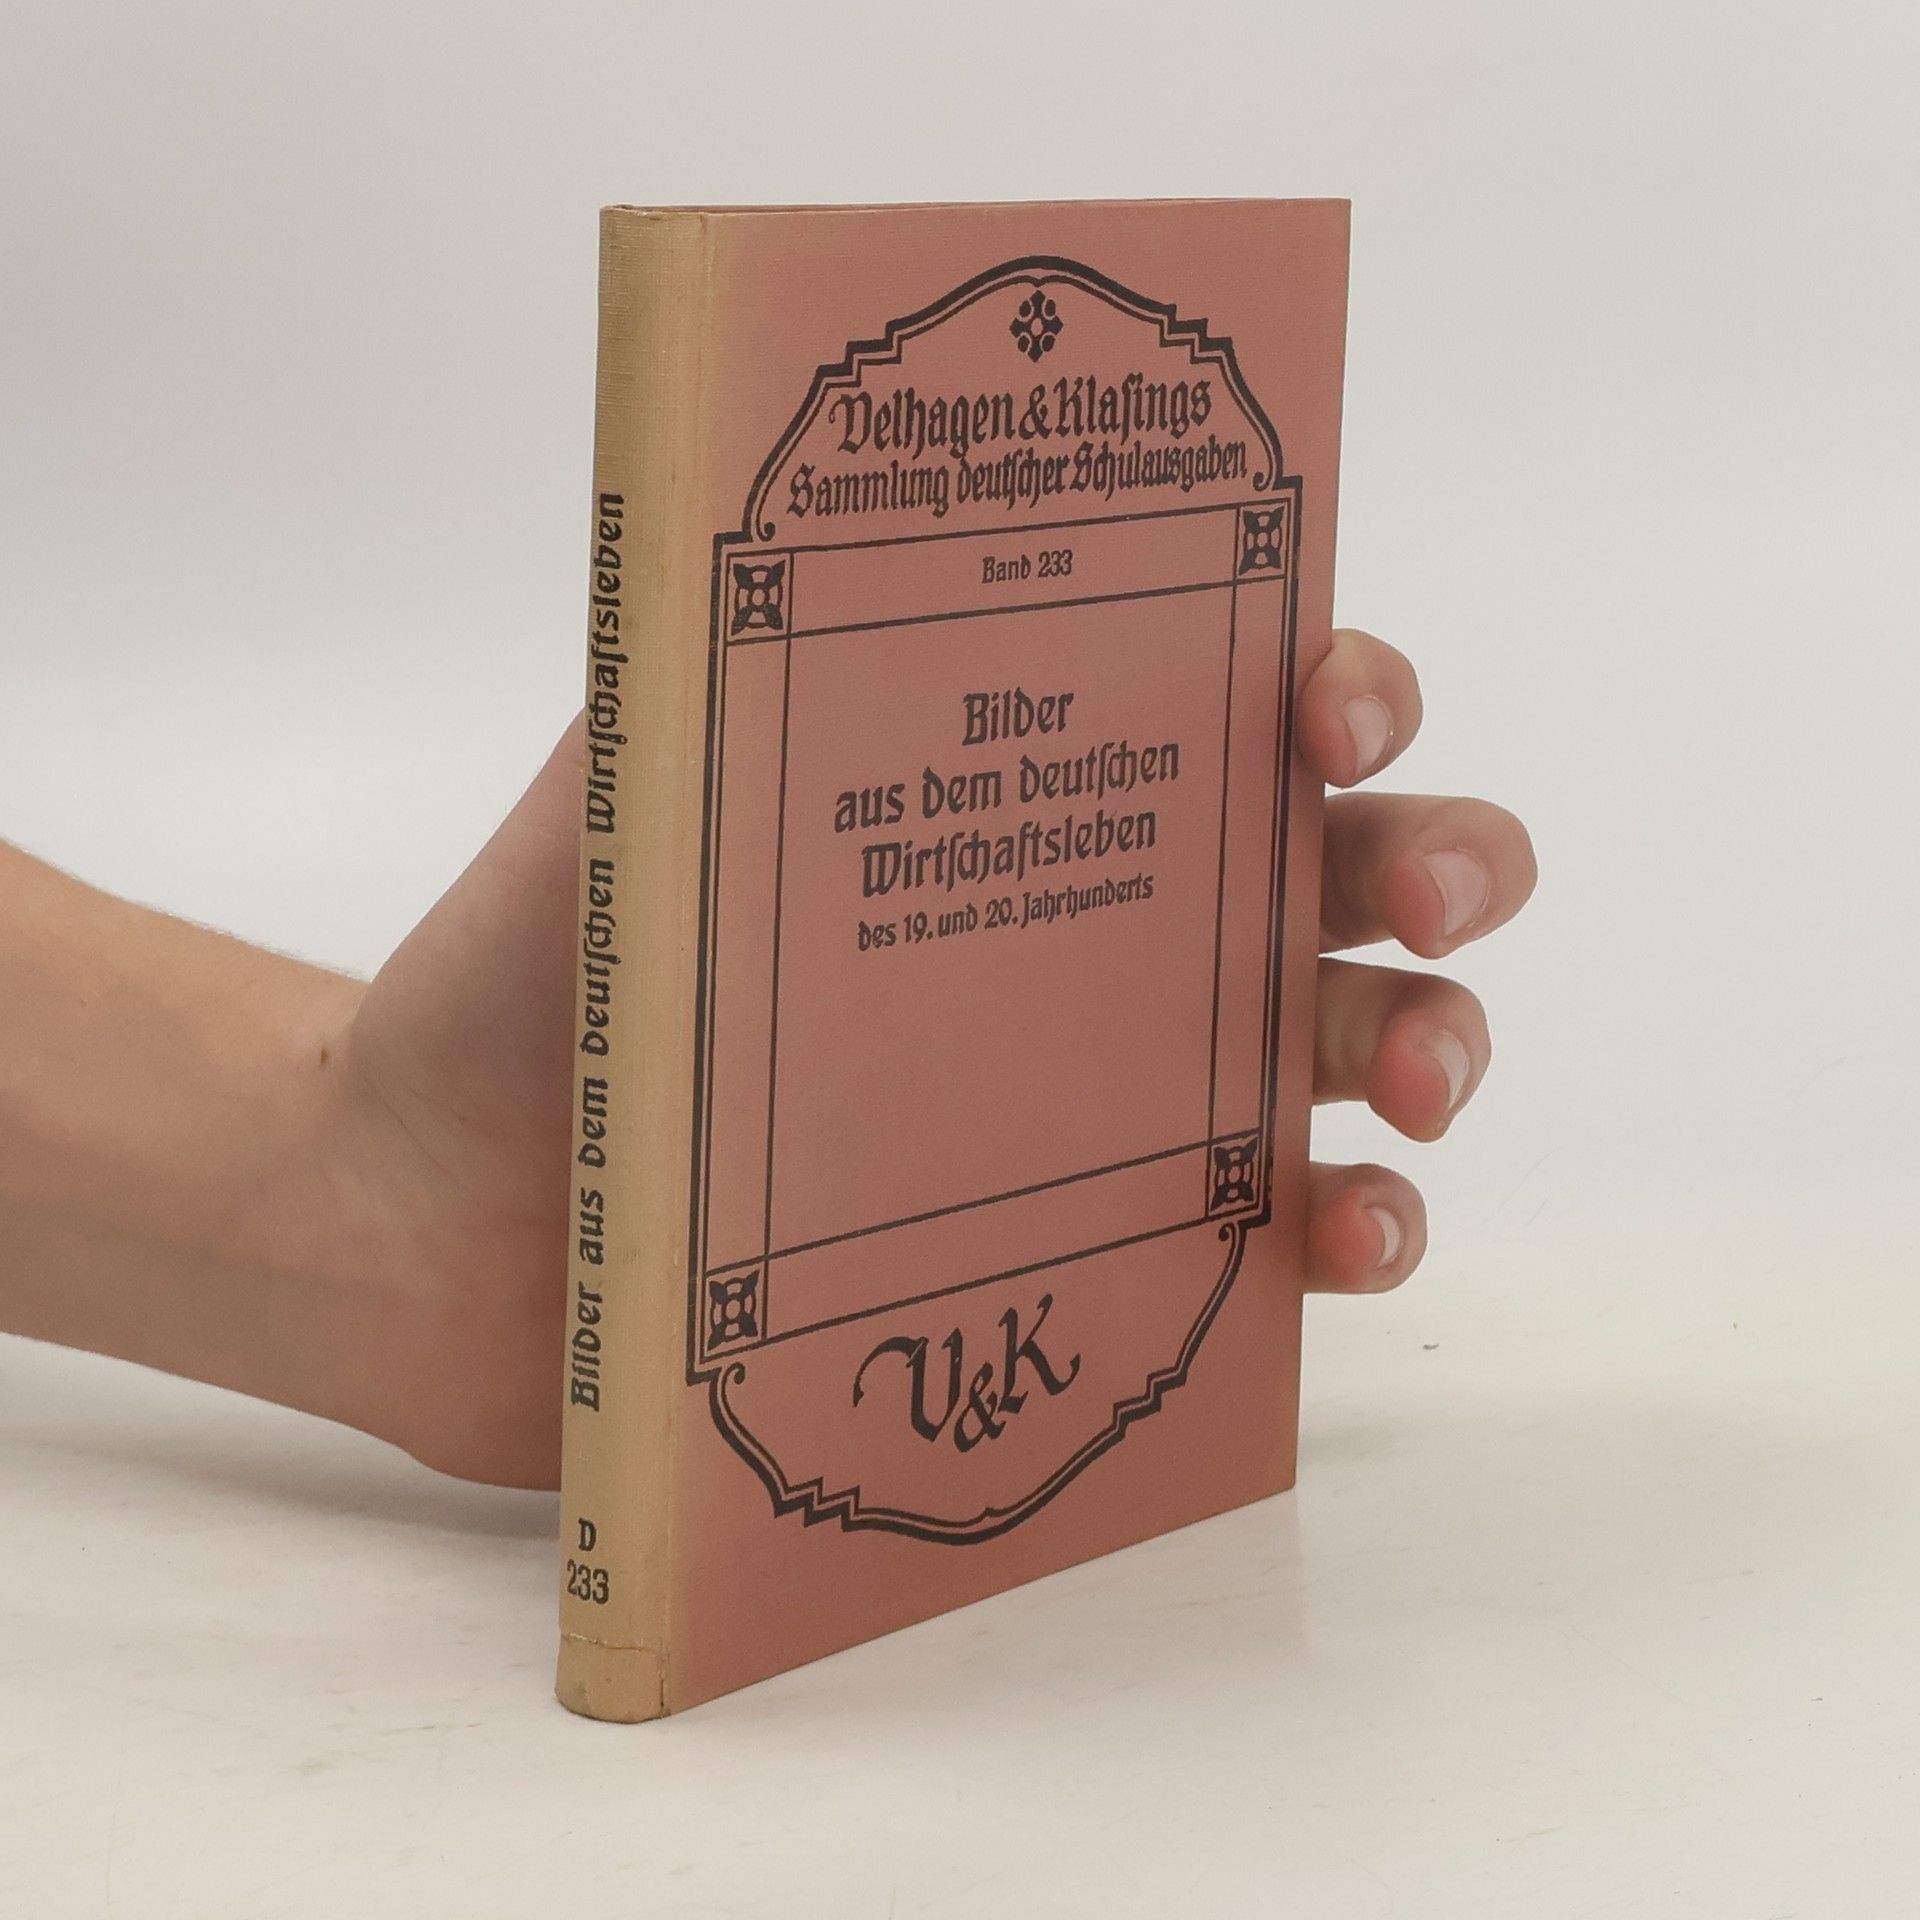 Velhagen & Klasings
Sammlung deutscher Schulausgaben
Band 233
Bilder
aus dem deutschen
Wirtschaftsleben
des 19. und 20. Jahrhunderts
V&K
Bilder aus dem deutschen Wirtschaftsleben
D
233